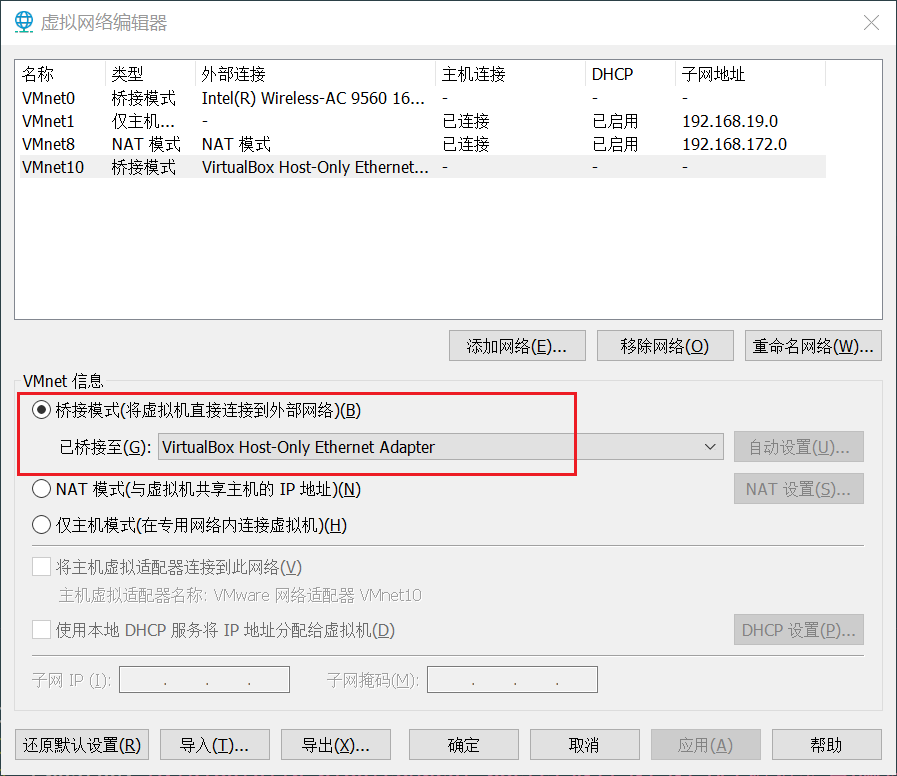 虚拟网络编辑器
名称 类型 外部连接 主机连接 DHCP 子网地址
VMnet0 桥接模式 Intel(R) Wireless-AC 9560 16... - - -
VMnet1 仅主机... - 已连接 已启用 192.168.19.0
VMnet8 NAT 模式 NAT 模式 已连接 已启用 192.168.172.0
VMnet10 桥接模式 VirtualBox Host-Only Ethernet... - - -
添加网络(E)... 移除网络(O) 重命名网络(W)...
VMnet 信息
桥接模式(将虚拟机直接连接到外部网络)(B)
已桥接至(G): VirtualBox Host-Only Ethernet Adapter 自动设置(U)...
NAT 模式(与虚拟机共享主机的 IP 地址)(N) NAT 设置(S)...
仅主机模式(在专用网络内连接虚拟机)(H)
将主机虚拟适配器连接到此网络(V)
主机虚拟适配器名称: VMware 网络适配器 VMnet10
使用本地 DHCP 服务将 IP 地址分配给虚拟机(D) DHCP 设置(P)...
子网 IP (I): . . . 子网掩码(M): . . .
还原默认设置(R) 导入(T)... 导出(X)... 确定 取消 应用(A) 帮助